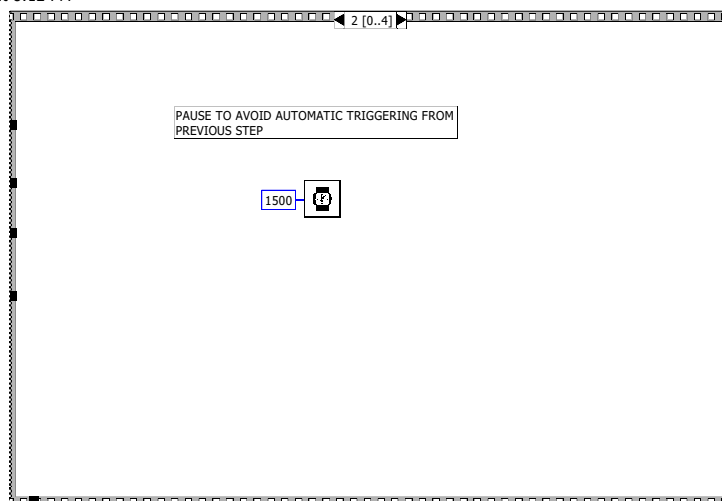 2 [0..4]
PAUSE TO AVOID AUTOMATIC TRIGGERING FROM
PREVIOUS STEP
1500